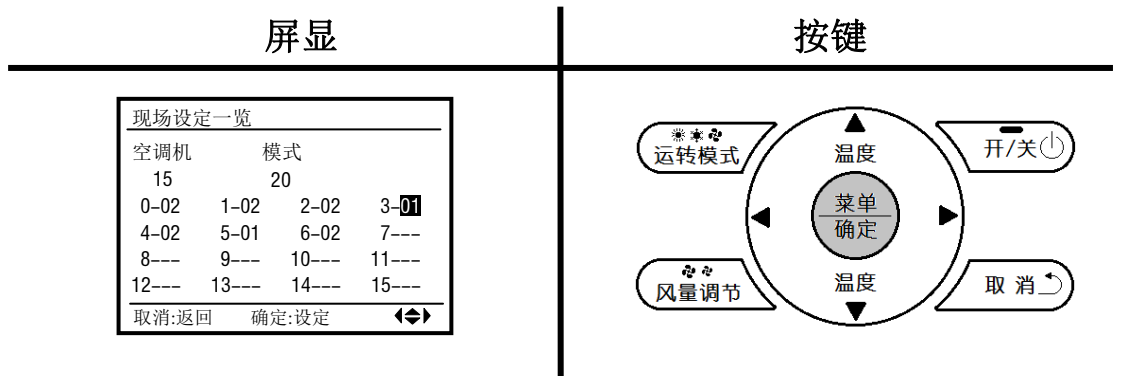 屏显
按键
现场设定一览
空调机 模式
15 20
0-02 1-02 2-02 3-01
4-02 5-01 6-02 7---
8--- 9--- 10--- 11---
12--- 13--- 14--- 15---
取消:返回 确定:设定
运转模式
温度
开/关
菜单
确定
风量调节
温度
取 消